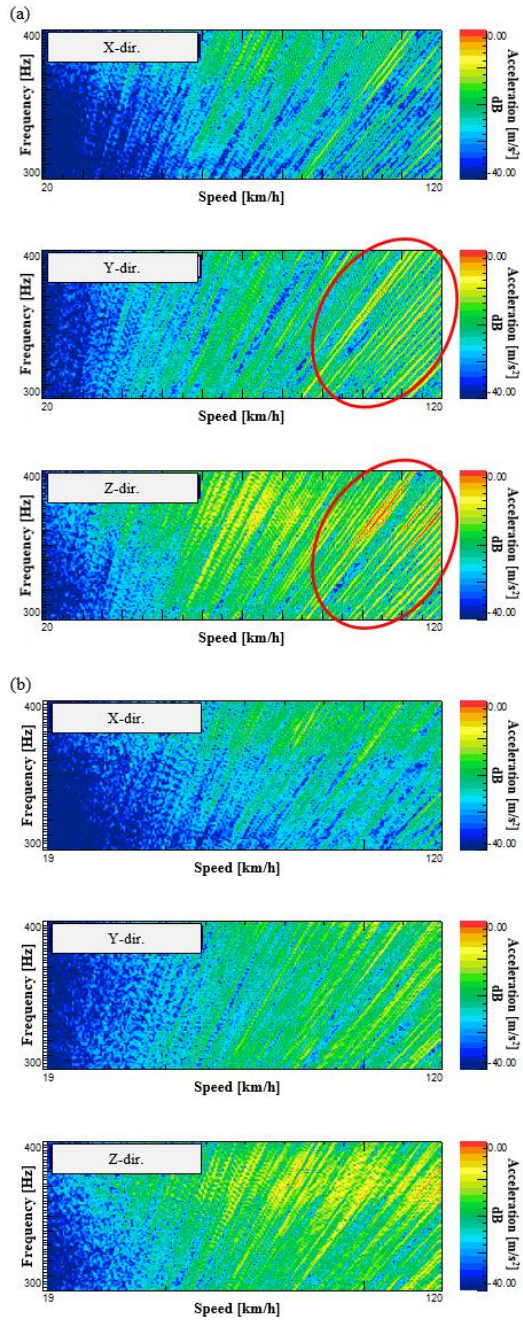 (a)
400
X-dir.
Frequency [Hz]
300
20
120
Speed [km/h]
0.00
dB
-40.00
Acceleration [m/s²]
400
Y-dir.
Frequency [Hz]
300
20
120
Speed [km/h]
0.00
dB
-40.00
Acceleration [m/s²]
400
Z-dir.
Frequency [Hz]
300
20
120
Speed [km/h]
0.00
dB
-40.00
Acceleration [m/s²]
(b)
400
X-dir.
Frequency [Hz]
300
19
120
Speed [km/h]
0.00
dB
-40.00
Acceleration [m/s²]
400
Y-dir.
Frequency [Hz]
300
19
120
Speed [km/h]
0.00
dB
-40.00
Acceleration [m/s²]
400
Z-dir.
Frequency [Hz]
300
19
120
Speed [km/h]
0.00
dB
-40.00
Acceleration [m/s²]